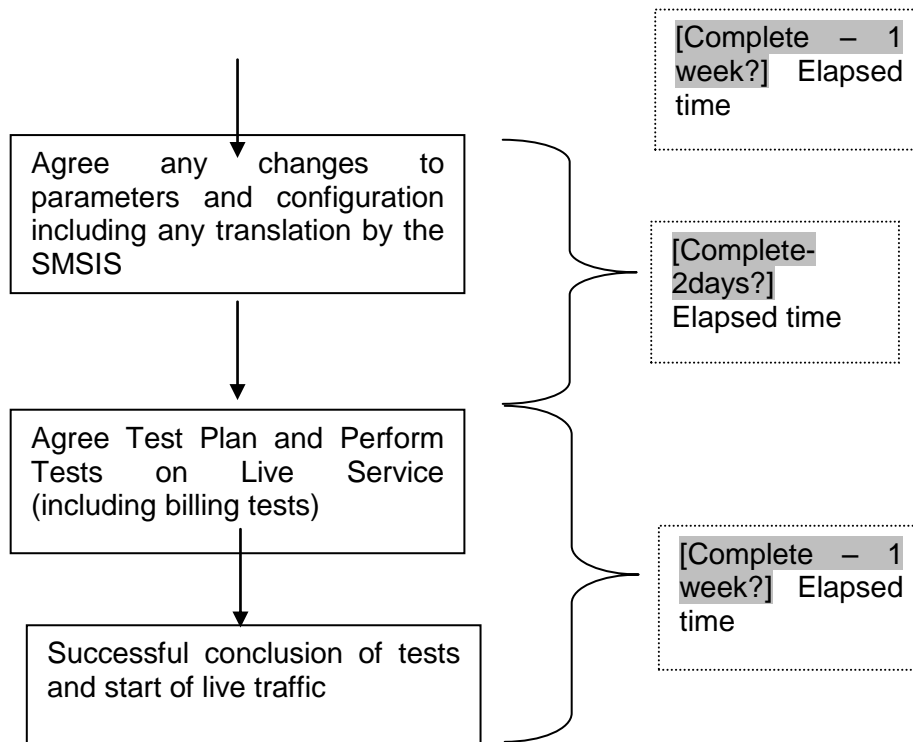 [Complete – 1
week?] Elapsed
time
Agree any changes to
parameters and configuration
including any translation by the
SMSIS
[Complete-
2days?]
Elapsed time
Agree Test Plan and Perform
Tests on Live Service
(including billing tests)
[Complete – 1
week?] Elapsed
time
Successful conclusion of tests
and start of live traffic